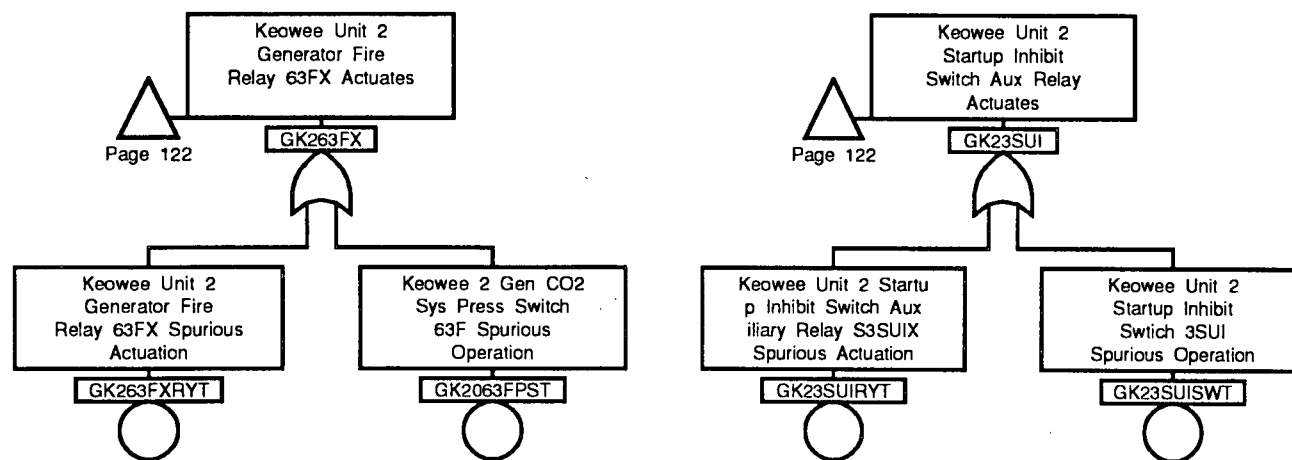 Keowee Unit 2
Generator Fire
Relay 63FX Actuates
Page 122
GK263FX
Keowee Unit 2
Generator Fire
Relay 63FX Spurious
Actuation
GK263FXRYT
Keowee 2 Gen CO2
Sys Press Switch
63F Spurious
Operation
GK2063FPST
Keowee Unit 2
Startup Inhibit
Switch Aux Relay
Actuates
Page 122
GK23SUI
Keowee Unit 2 Startu
p Inhibit Switch Aux
iliary Relay S3SUIX
Spurious Actuation
GK23SUIRYT
Keowee Unit 2
Startup Inhibit
Swtich 3SUI
Spurious Operation
GK23SUISWT